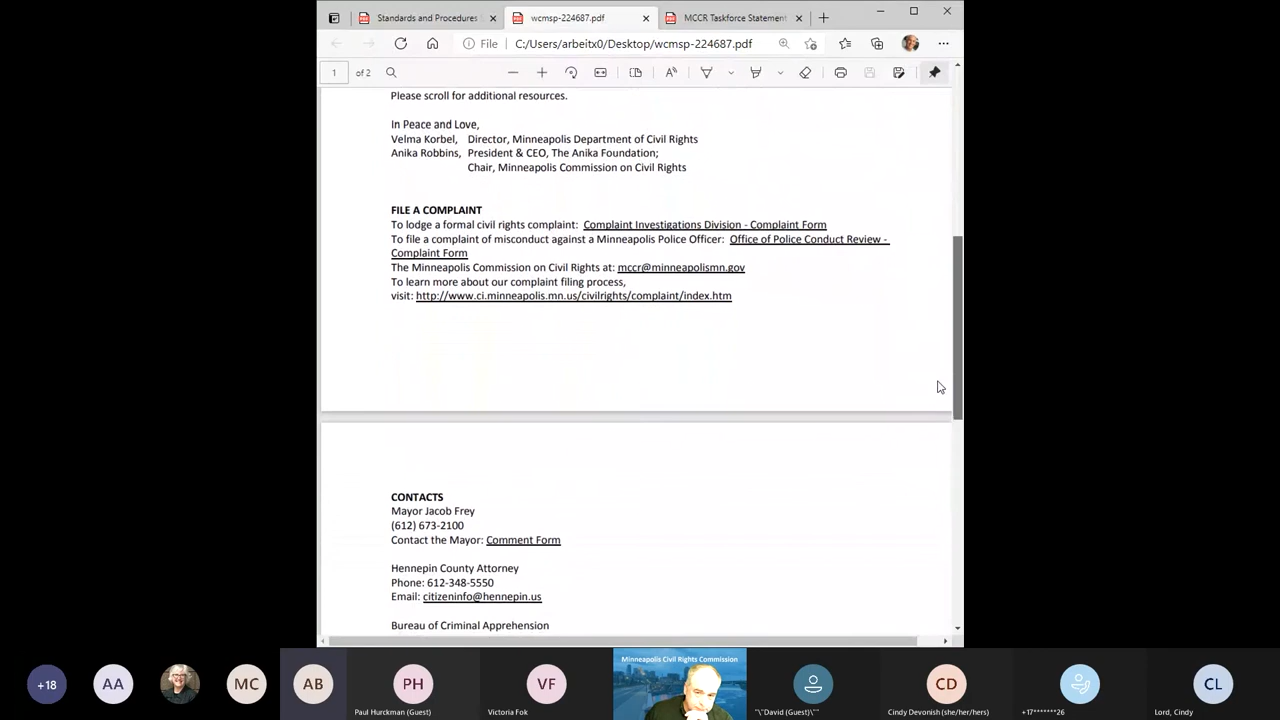 Standards and Procedures
wcmsp-224687.pdf
MCCR Taskforce Statement
File
C:/Users/arbeitx0/Desktop/wcmsp-224687.pdf
1 of 2
Please scroll for additional resources.
In Peace and Love,
Velma Korbel, Director, Minneapolis Department of Civil Rights
Anika Robbins, President & CEO, The Anika Foundation;
Chair, Minneapolis Commission on Civil Rights
FILE A COMPLAINT
To lodge a formal civil rights complaint: Complaint Investigations Division - Complaint Form
To file a complaint of misconduct against a Minneapolis Police Officer: Office of Police Conduct Review -
Complaint Form
The Minneapolis Commission on Civil Rights at: mccr@minneapolismn.gov
To learn more about our complaint filing process,
visit: http://www.ci.minneapolis.mn.us/civilrights/complaint/index.htm
CONTACTS
Mayor Jacob Frey
(612) 673-2100
Contact the Mayor: Comment Form
Hennepin County Attorney
Phone: 612-348-5550
Email: citizeninfo@hennepin.us
Bureau of Criminal Apprehension
Minneapolis Civil Rights Commission
+18
AA
MC
AB
PH
VF
CD
CL
Paul Hurckman (Guest)
Victoria Fok
"\"David (Guest)\""
Cindy Devonish (she/her/hers)
+17*******26
Lord, Cindy